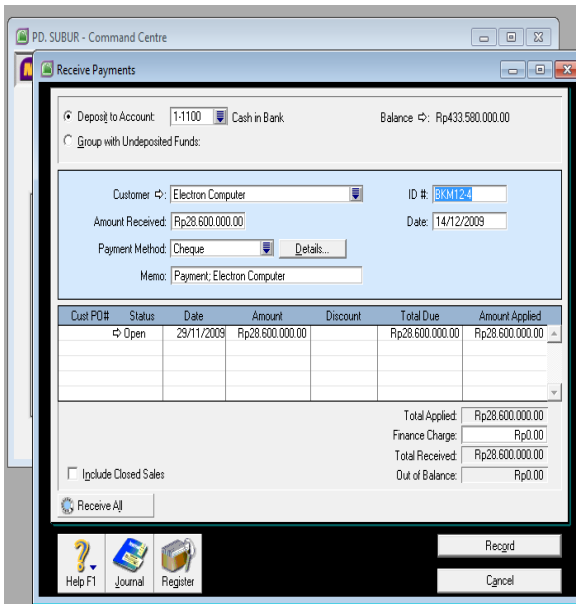 PD. SUBUR - Command Centre
Receive Payments
Deposit to Account: 1-1100 Cash in Bank Balance ⇨: Rp433.580.000.00
Group with Undeposited Funds:
Customer ⇨: Electron Computer ID #: BKM12-4
Amount Received: Rp28.600.000.00 Date: 14/12/2009
Payment Method: Cheque Details...
Memo: Payment; Electron Computer
Cust PO# Status Date Amount Discount Total Due Amount Applied
⇨ Open 29/11/2009 Rp28.600.000.00 Rp28.600.000.00 Rp28.600.000.00
Total Applied: Rp28.600.000.00
Finance Charge: Rp0.00
Total Received: Rp28.600.000.00
Include Closed Sales Out of Balance: Rp0.00
Receive All
Help F1 Journal Register Record
Cancel